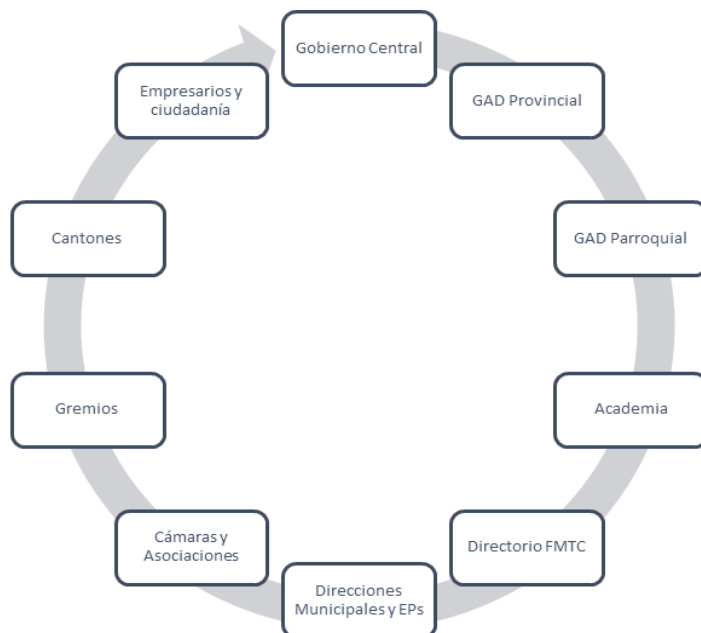 Gobierno Central
GAD Provincial
GAD Parroquial
Academia
Directorio FMTC
Direcciones
Municipales y EPs
Cámaras y
Asociaciones
Gremios
Cantones
Empresarios y
ciudadanía